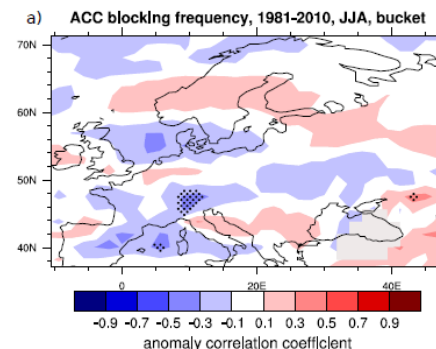 a) ACC blocking frequency, 1981-2010, JJA, bucket
70N
60N
50N
40N
0 20E 40E
-0.9 -0.7 -0.5 -0.3 -0.1 0.1 0.3 0.5 0.7 0.9
anomaly correlation coefficient